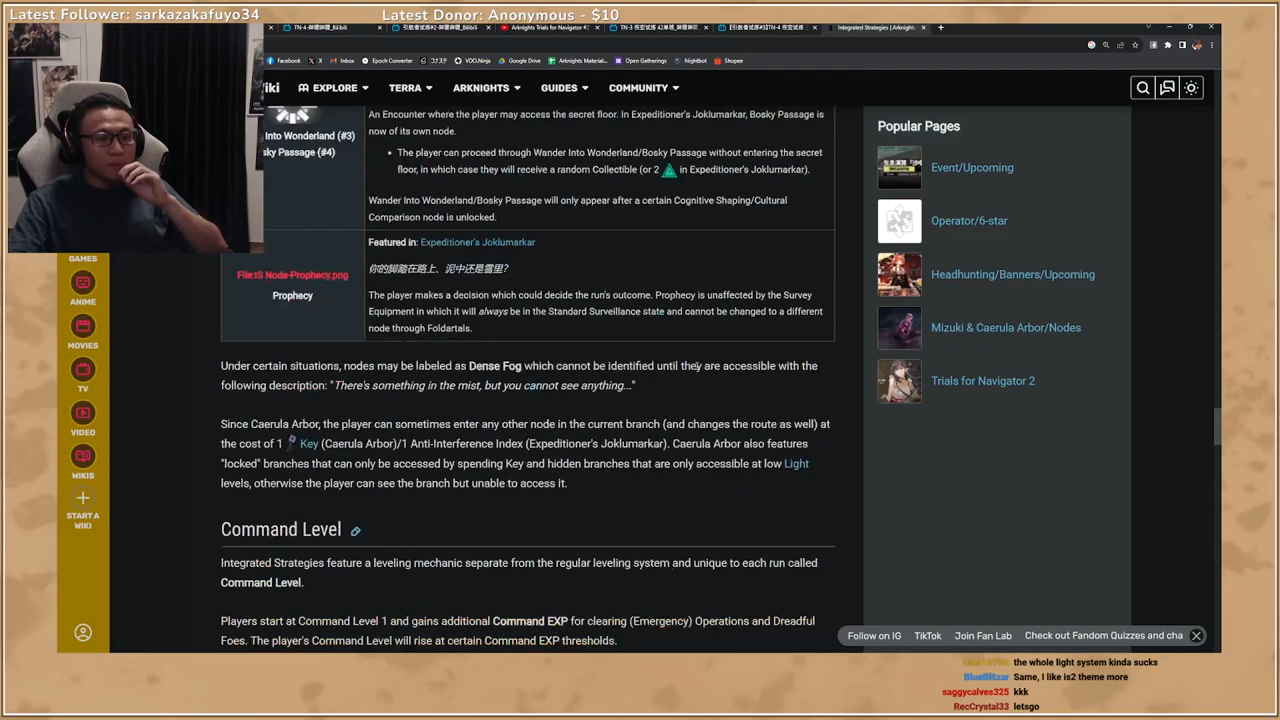 Latest Follower: sarkazakafuyo34
Latest Donor: Anonymous - $10
Arknights Trials for Navigator #2
Integrated Strategies | Arknights
Facebook
X
Inbox
Epoch Converter
コナステ
VDO.Ninja
Google Drive
Arknights Material...
Open Gatherings
Nightbot
Shopee
EXPLORE
TERRA
ARKNIGHTS
GUIDES
COMMUNITY
An Encounter where the player may access the secret floor. In Expeditioner's Joklumarkar, Bosky Passage is
now of its own node.
Into Wonderland (#3)
sky Passage (#4)
• The player can proceed through Wander Into Wonderland/Bosky Passage without entering the secret
floor, in which case they will receive a random Collectible (or 2 in Expeditioner's Joklumarkar).
Wander Into Wonderland/Bosky Passage will only appear after a certain Cognitive Shaping/Cultural
Comparison node is unlocked.
Featured in: Expeditioner's Joklumarkar
你的脚踏在路上、泥中还是雪里?
File:IS Node Prophecy.png
Prophecy
The player makes a decision which could decide the run's outcome. Prophecy is unaffected by the Survey
Equipment in which it will always be in the Standard Surveillance state and cannot be changed to a different
node through Foldartals.
Under certain situations, nodes may be labeled as Dense Fog which cannot be identified until they are accessible with the
following description: "There's something in the mist, but you cannot see anything..."
Since Caerula Arbor, the player can sometimes enter any other node in the current branch (and changes the route as well) at
the cost of 1 Key (Caerula Arbor)/1 Anti-Interference Index (Expeditioner's Joklumarkar). Caerula Arbor also features
"locked" branches that can only be accessed by spending Key and hidden branches that are only accessible at low Light
levels, otherwise the player can see the branch but unable to access it.
Command Level
Integrated Strategies feature a leveling mechanic separate from the regular leveling system and unique to each run called
Command Level.
Players start at Command Level 1 and gains additional Command EXP for clearing (Emergency) Operations and Dreadful
Foes. The player's Command Level will rise at certain Command EXP thresholds.
Popular Pages
Event/Upcoming
Operator/6-star
Headhunting/Banners/Upcoming
Mizuki & Caerula Arbor/Nodes
Trials for Navigator 2
GAMES
ANIME
MOVIES
TV
VIDEO
WIKIS
START A
WIKI
Follow on IG
TikTok
Join Fan Lab
Check out Fandom Quizzes and cha
the whole light system kinda sucks
BlueBlitzar Same, I like is2 theme more
saggycalves325 kkk
RecCrystal33 letsgo